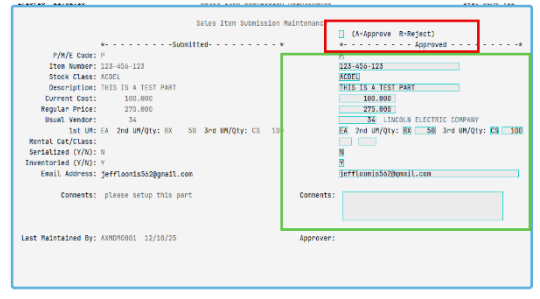 Sales Item Submission Maintenance
(A=Approve R=Reject)
*- - - - - - - - -Submitted- - - - - - - - * *- - - - - - - - - Approved - - - - - - - - -*
P/M/E Code: P
Item Number: 123-456-123 123-456-123
Stock Class: ACDEL ACDEL
Description: THIS IS A TEST PART THIS IS A TEST PART
Current Cost: 100.000 100.000
Regular Price: 275.000 275.000
Usual Vendor: 34 34 LINCOLN ELECTRIC COMPANY
1st UM: EA 2nd UM/Qty: BX 50 3rd UM/Qty: CS 100 EA 2nd UM/Qty: BX 50 3rd UM/Qty: CS 100
Rental Cat/Class:
Serialized (Y/N): N N
Inventoried (Y/N): Y Y
Email Address: jeffloonis562@gmail.com jeffloonis562@gmail.com
Comments: please setup this part Comments:
Last Maintained By: 12/10/25 Approver: